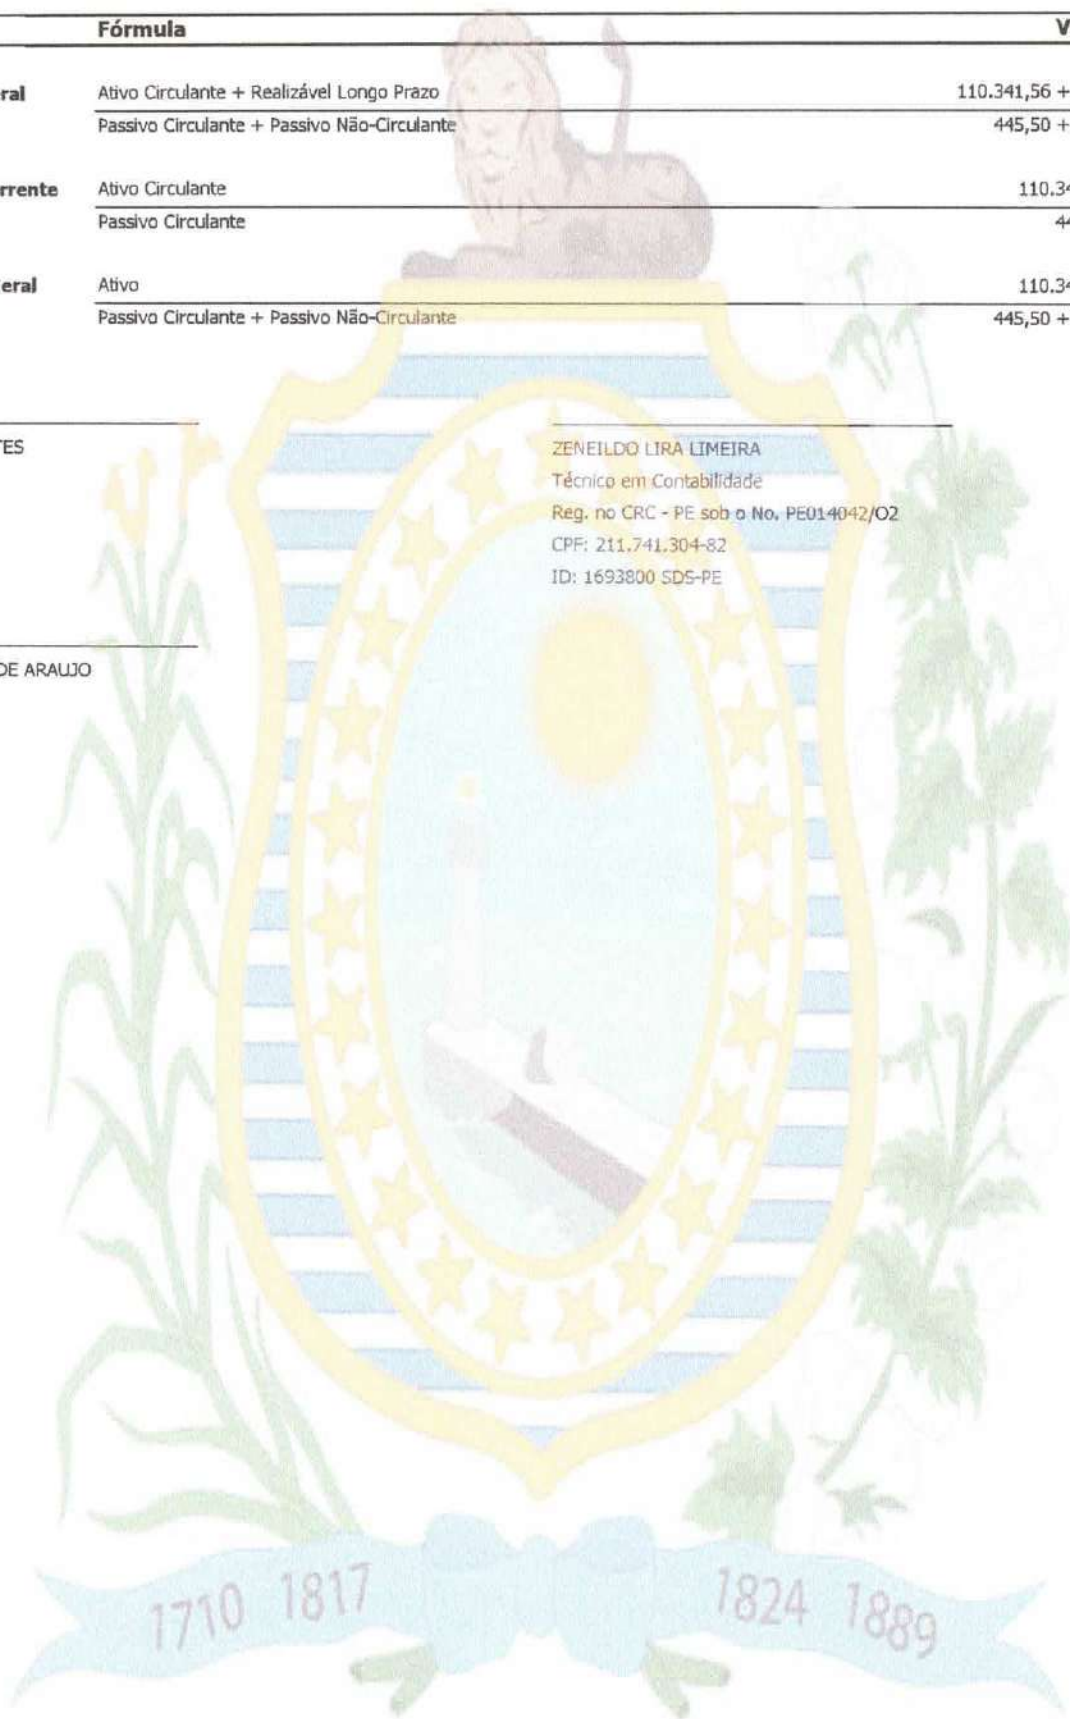 Fórmula V
ral Ativo Circulante + Realizável Longo Prazo 110.341,56 +
Passivo Circulante + Passivo Não-Circulante 445,50 +
rrente Ativo Circulante 110.34
Passivo Circulante 44
eral Ativo 110.34
Passivo Circulante + Passivo Não-Circulante 445,50 +
TES
ZENEILDO LIRA LIMEIRA
Técnico em Contabilidade
Reg. no CRC - PE sob o No. PE014042/O2
CPF: 211.741.304-82
ID: 1693800 SDS-PE
DE ARAUJO
1710 1817 1824 1889